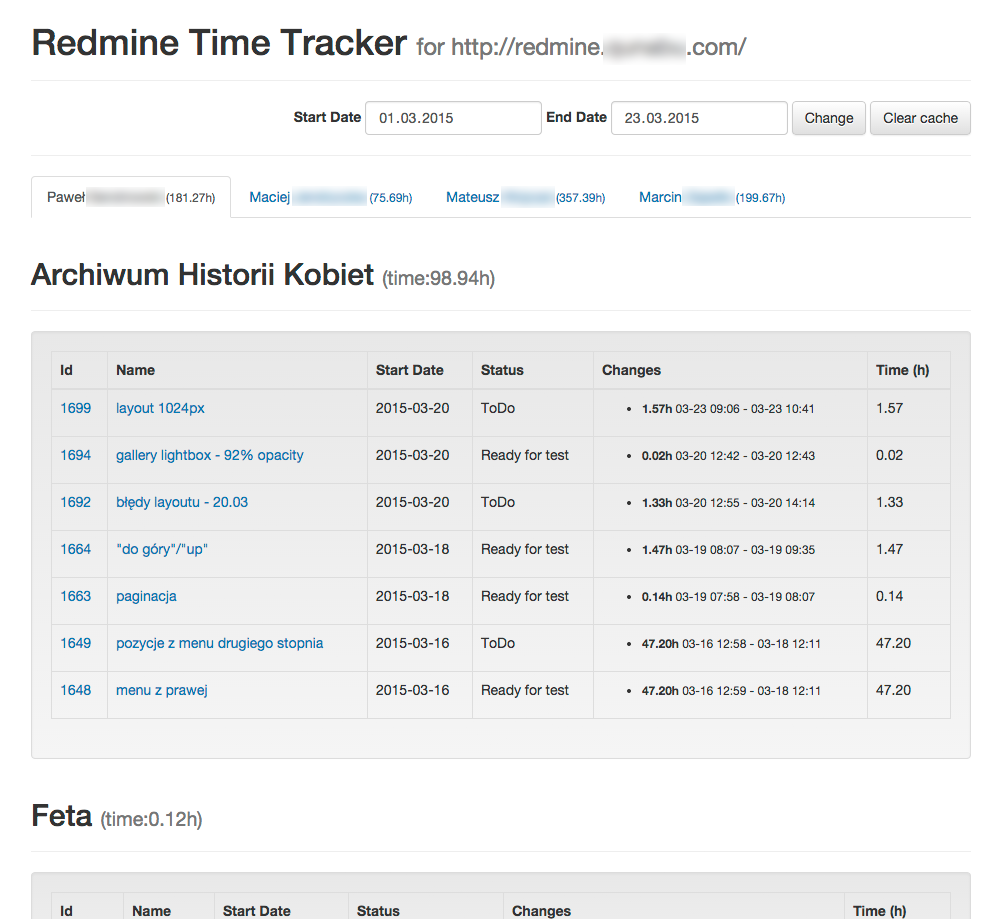 Redmine Time Tracker for http://redmine. .com/
Start Date 01.03.2015 End Date 23.03.2015 Change Clear cache
Paweł (181.27h) Maciej (75.69h) Mateusz (357.39h) Marcin (199.67h)
Archiwum Historii Kobiet (time:98.94h)
Id Name Start Date Status Changes Time (h)
1699 layout 1024px 2015-03-20 ToDo • 1.57h 03-23 09:06 - 03-23 10:41 1.57
1694 gallery lightbox - 92% opacity 2015-03-20 Ready for test • 0.02h 03-20 12:42 - 03-20 12:43 0.02
1692 błędy layoutu - 20.03 2015-03-20 ToDo • 1.33h 03-20 12:55 - 03-20 14:14 1.33
1664 "do góry"/"up" 2015-03-18 Ready for test • 1.47h 03-19 08:07 - 03-19 09:35 1.47
1663 paginacja 2015-03-18 Ready for test • 0.14h 03-19 07:58 - 03-19 08:07 0.14
1649 pozycje z menu drugiego stopnia 2015-03-16 ToDo • 47.20h 03-16 12:58 - 03-18 12:11 47.20
1648 menu z prawej 2015-03-16 Ready for test • 47.20h 03-16 12:59 - 03-18 12:11 47.20
Feta (time:0.12h)
Id Name Start Date Status Changes Time (h)